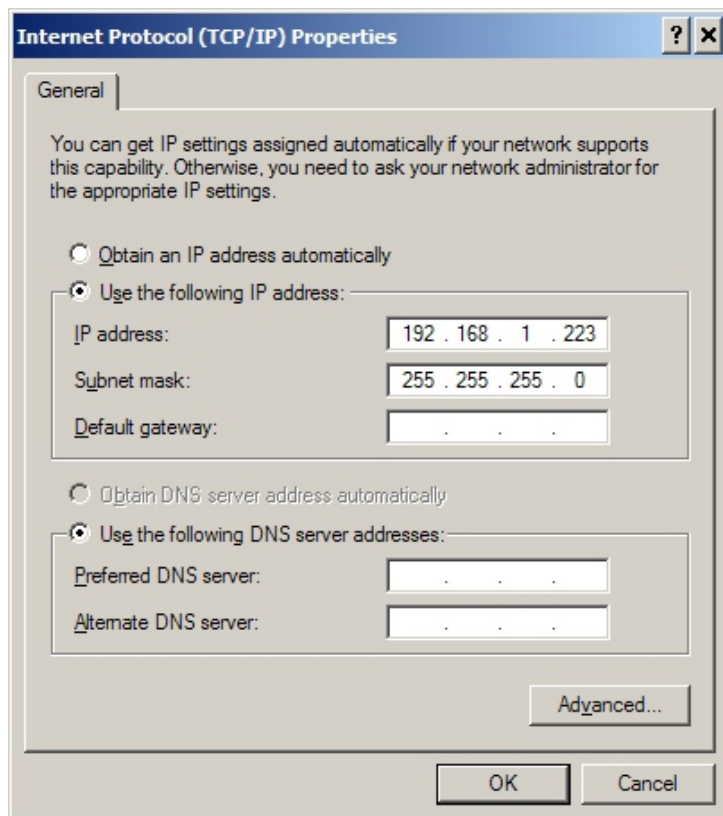 Internet Protocol (TCP/IP) Properties
General
You can get IP settings assigned automatically if your network supports
this capability. Otherwise, you need to ask your network administrator for
the appropriate IP settings.
Obtain an IP address automatically
Use the following IP address:
IP address: 192 . 168 . 1 . 223
Subnet mask: 255 . 255 . 255 . 0
Default gateway: . . .
Obtain DNS server address automatically
Use the following DNS server addresses:
Preferred DNS server: . . .
Alternate DNS server: . . .
Advanced...
OK Cancel